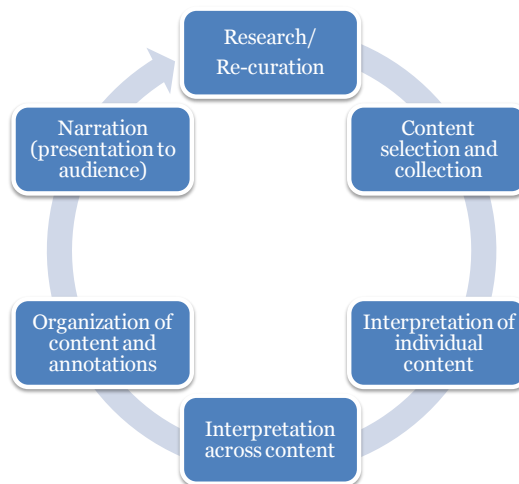 Research/
Re-curation
Content
selection and
collection
Interpretation of
individual
content
Interpretation
across content
Organization of
content and
annotations
Narration
(presentation to
audience)